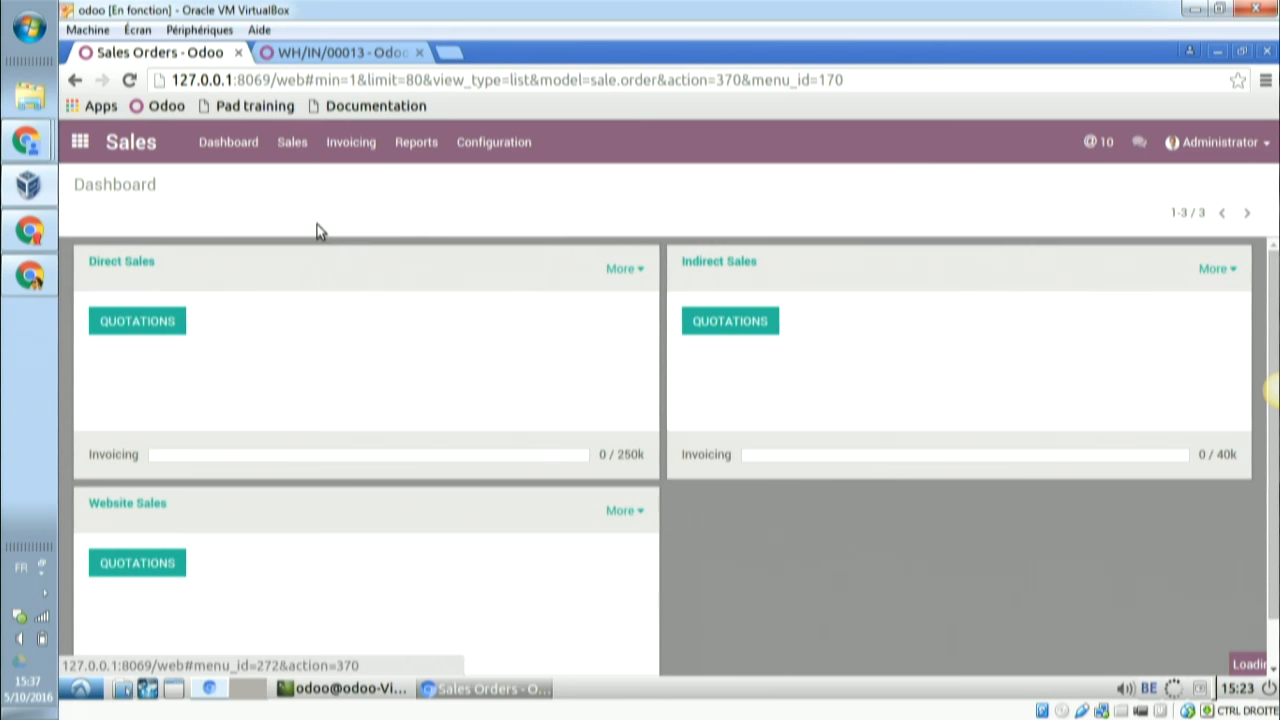 odoo [En fonction] - Oracle VM VirtualBox
Machine Écran Périphériques Aide
Sales Orders - Odoo × WH/IN/00013 - Odoo ×
127.0.0.1:8069/web#min=1&limit=80&view_type=list&model=sale.order&action=370&menu_id=170
Apps Odoo Pad training Documentation
Sales Dashboard Sales Invoicing Reports Configuration @ 10 Administrator
Dashboard
1-3 / 3
Direct Sales More
Indirect Sales More
QUOTATIONS
QUOTATIONS
Invoicing 0 / 250k
Invoicing 0 / 40k
Website Sales More
QUOTATIONS
127.0.0.1:8069/web#menu_id=272&action=370
Loadin
odoo@odoo-Vi... Sales Orders - O... BE 15:23
CTRL DROITE
FR
15:37
5/10/2016